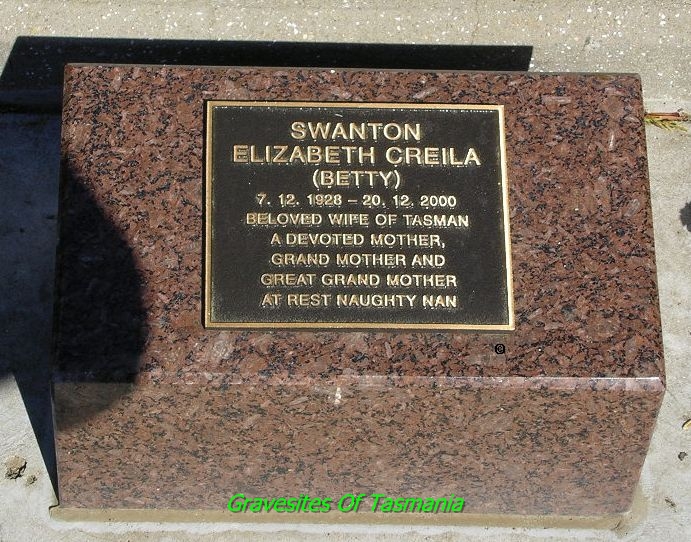 SWANTON
ELIZABETH CREILA
(BETTY)
7. 12. 1928 – 20. 12. 2000
BELOVED WIFE OF TASMAN
A DEVOTED MOTHER,
GRAND MOTHER AND
GREAT GRAND MOTHER
AT REST NAUGHTY NAN
Gravesites Of Tasmania